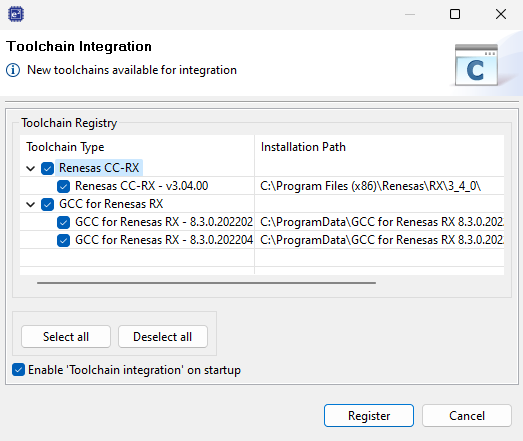 Toolchain Integration
New toolchains available for integration
Toolchain Registry
Toolchain Type Installation Path
Renesas CC-RX
Renesas CC-RX - v3.04.00 C:\Program Files (x86)\Renesas\RX\3_4_0\
GCC for Renesas RX
GCC for Renesas RX - 8.3.0.202202 C:\ProgramData\GCC for Renesas RX 8.3.0.202
GCC for Renesas RX - 8.3.0.202204 C:\ProgramData\GCC for Renesas RX 8.3.0.202
Select all Deselect all
Enable 'Toolchain integration' on startup
Register Cancel